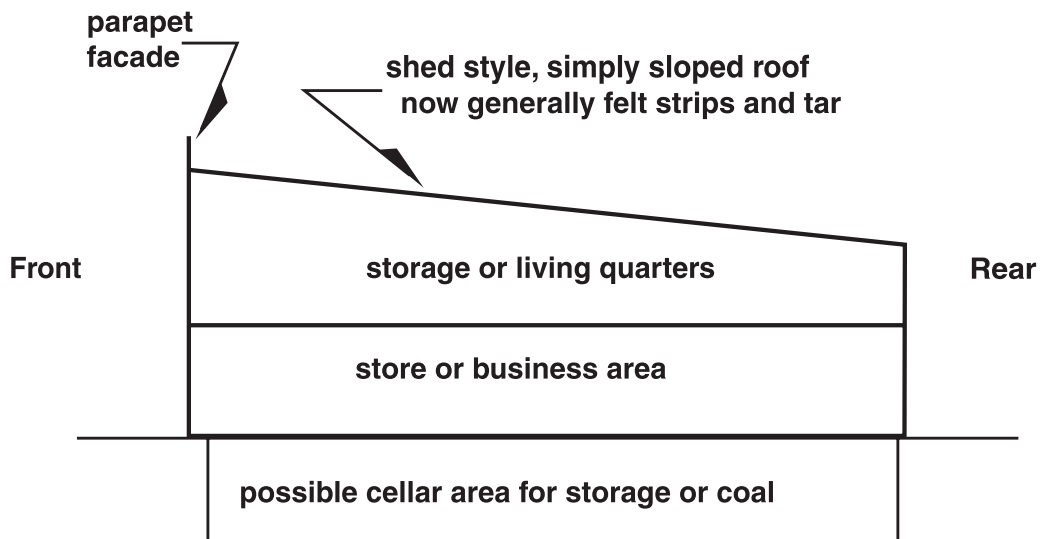 parapet
facade
shed style, simply sloped roof
now generally felt strips and tar
Front
storage or living quarters
Rear
store or business area
possible cellar area for storage or coal